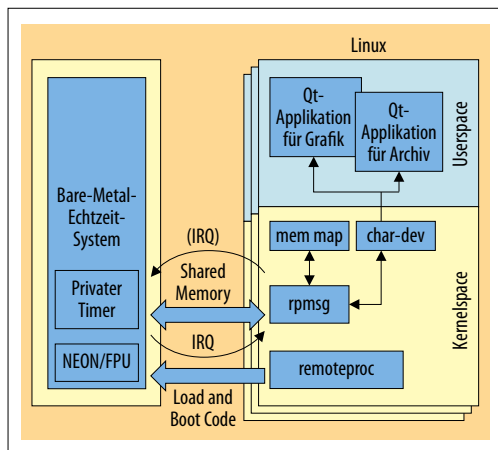 Linux
Qt-
Applikation
für Grafik
Qt-
Applikation
für Archiv
Userspace
Bare-Metal-
Echtzeit-
System
(IRQ)
mem map
char-dev
Shared
Memory
Privater
Timer
rpmsg
Kernelspace
IRQ
NEON/FPU
remoteproc
Load and
Boot Code